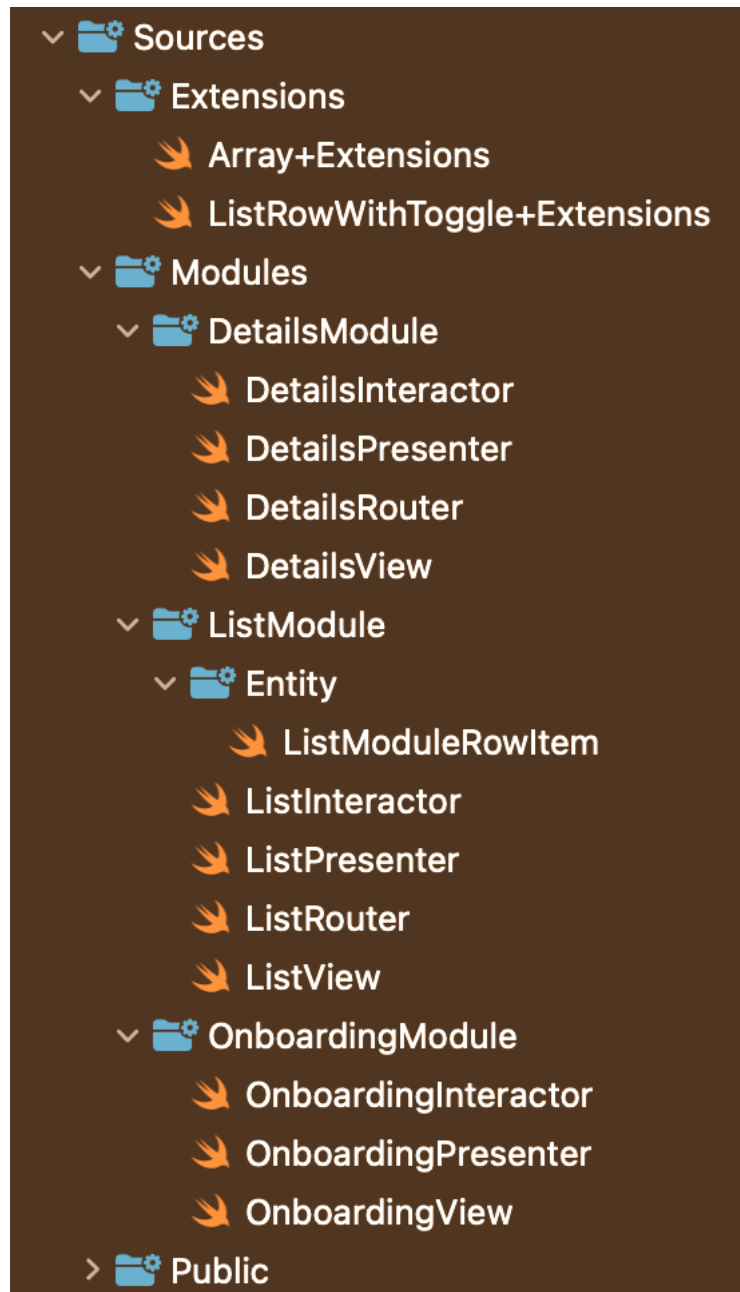 Sources
Extensions
Array+Extensions
ListRowWithToggle+Extensions
Modules
DetailsModule
DetailsInteractor
DetailsPresenter
DetailsRouter
DetailsView
ListModule
Entity
ListModuleRowItem
ListInteractor
ListPresenter
ListRouter
ListView
OnboardingModule
OnboardingInteractor
OnboardingPresenter
OnboardingView
Public